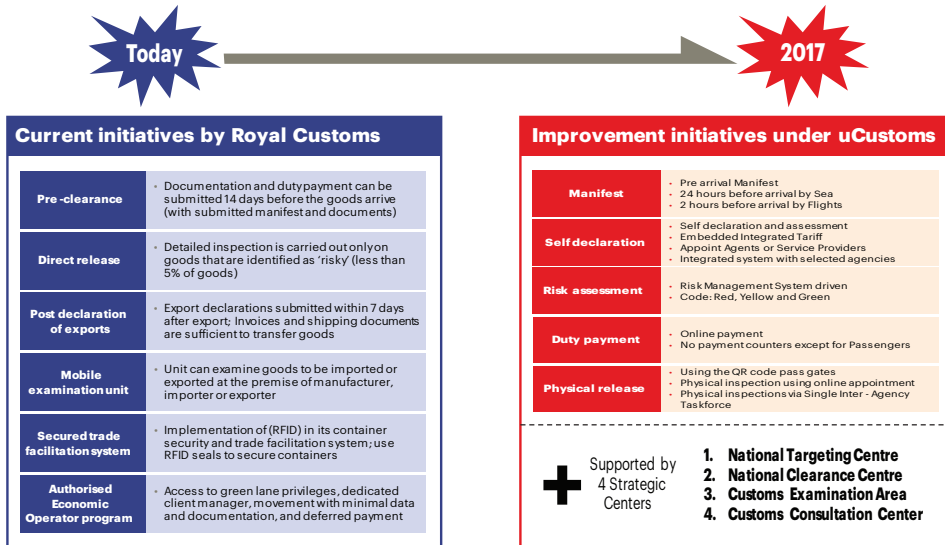 Today
2017
Current initiatives by Royal Customs
Pre -clearance
• Documentation and duty payment can be
submitted 14 days before the goods arrive
(with submitted manifest and documents)
Direct release
• Detailed inspection is carried out only on
goods that are identified as ‘risky’ (less than
5% of goods)
Post declaration
of exports
• Export declarations submitted within 7 days
after export; Invoices and shipping documents
are sufficient to transfer goods
Mobile
examination unit
• Unit can examine goods to be imported or
exported at the premise of manufacturer,
importer or exporter
Secured trade
facilitation system
• Implementation of (RFID) in its container
security and trade facilitation system; use
RFID seals to secure containers
Authorised
Economic
Operator program
• Access to green lane privileges, dedicated
client manager, movement with minimal data
and documentation, and deferred payment
Improvement initiatives under uCustoms
Manifest
• Pre arrival Manifest
• 24 hours before arrival by Sea
• 2 hours before arrival by Flights
Self declaration
• Self declaration and assessment
• Embedded Integrated Tariff
• Appoint Agents or Service Providers
• Integrated system with selected agencies
Risk assessment
• Risk Management System driven
• Code: Red, Yellow and Green
Duty payment
• Online payment
• No payment counters except for Passengers
Physical release
• Using the QR code pass gates
• Physical inspection using online appointment
• Physical inspections via Single Inter - Agency
Taskforce
Supported by
4 Strategic
Centers
1. National Targeting Centre
2. National Clearance Centre
3. Customs Examination Area
4. Customs Consultation Center